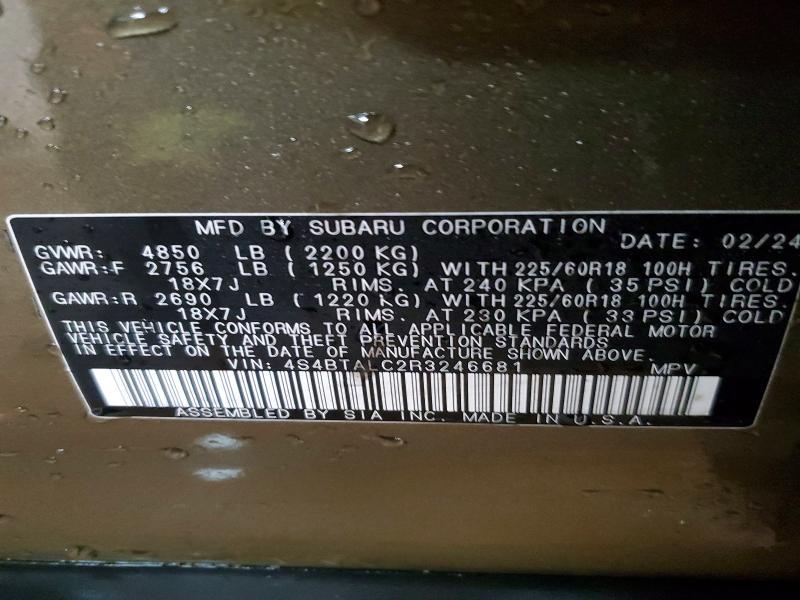 MFD BY SUBARU CORPORATION
DATE: 02/24
GVWR: 4850 LB (2200 KG)
GAWR:F 2756 LB (1250 KG) WITH 225/60R18 100H TIRES.
18X7J RIMS. AT 240 KPA (35 PSI) COLD
GAWR:R 2690 LB (1220 KG) WITH 225/60R18 100H TIRES.
18X7J RIMS. AT 230 KPA (33 PSI) COLD
THIS VEHICLE CONFORMS TO ALL APPLICABLE FEDERAL MOTOR
VEHICLE SAFETY AND THEFT PREVENTION STANDARDS
IN EFFECT ON THE DATE OF MANUFACTURE SHOWN ABOVE.
VIN: 4S4BTALC2R3246681 MPV
ASSEMBLED BY SIA INC. MADE IN U.S.A.